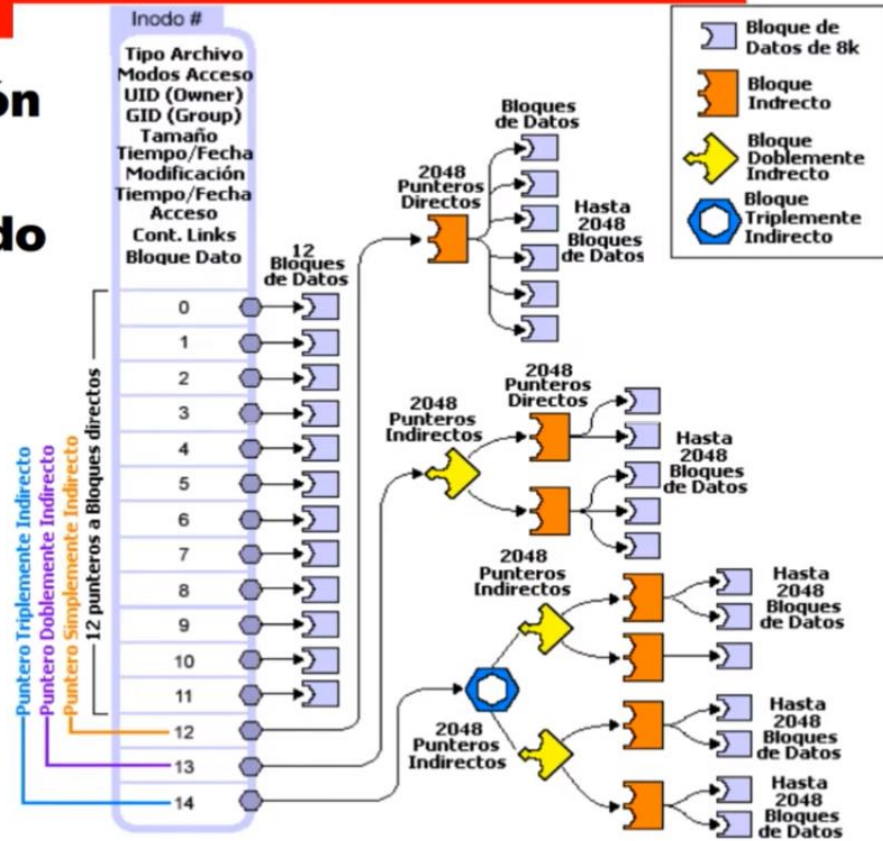 ón
do
Inodo #
Tipo Archivo
Modos Acceso
UID (Owner)
GID (Group)
Tamaño
Tiempo/Fecha
Modificación
Tiempo/Fecha
Acceso
Cont. Links
Bloque Dato
0
1
2
3
4
5
6
7
8
9
10
11
12
13
14
12 punteros a Bloques directos
Puntero Simplemente Indirecto
Puntero Doblemente Indirecto
Puntero Triplemente Indirecto
12
Bloques
de Datos
2048
Punteros
Directos
Bloques
de Datos
Hasta
2048
Bloques
de Datos
2048
Punteros
Indirectos
2048
Punteros
Directos
Hasta
2048
Bloques
de Datos
2048
Punteros
Indirectos
2048
Punteros
Indirectos
Hasta
2048
Bloques
de Datos
Hasta
2048
Bloques
de Datos
Hasta
2048
Bloques
de Datos
Bloque de
Datos de 8k
Bloque
Indrecto
Bloque
Doblemente
Indirecto
Bloque
Triplemente
Indirecto